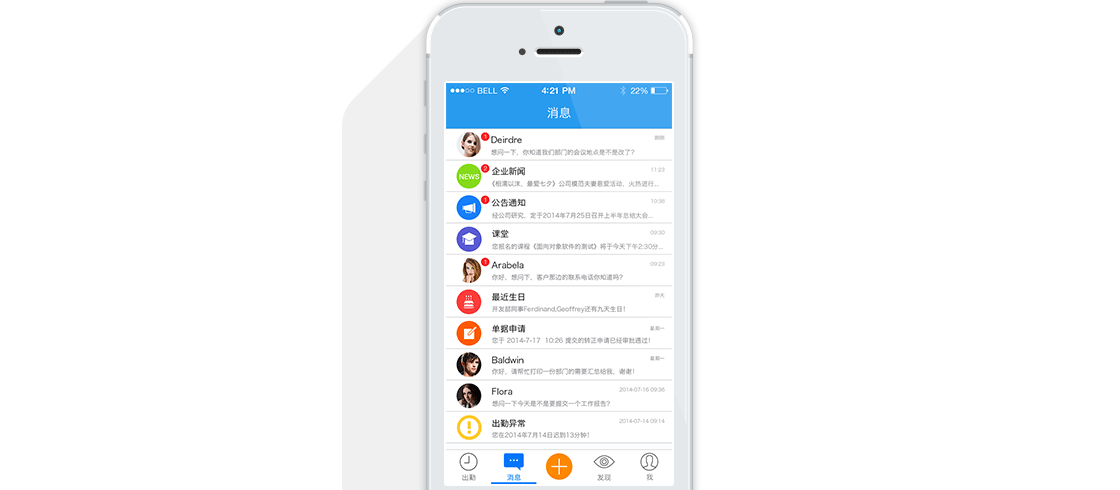 BELL
4:21 PM
22%
消息
1
Deirdre
想问一下，你知道我们部门的会议地点是不是改了？
NEWS
2
企业新闻
11:23
《相濡以沫，最爱七夕》公司模范夫妻恩爱活动，火热进行...
1
公告通知
10:38
经公司研究，定于2014年7月25日召开上半年总结大会...
课堂
09:30
您报名的课程《面向对象软件的测试》将于今天下午2:30分...
1
Arabela
09:23
你好，想问下，客户那边的联系电话你知道吗？
最近生日
昨天
开发部同事Ferdinand,Geoffrey还有九天生日！
单据申请
星期一
您于 2014-7-17 10:26 提交的转正申请已经审批通过！
Baldwin
星期一
你好，请帮忙打印一份部门的需要汇总给我，谢谢！
Flora
2014-07-16 09:36
想问一下今天是不是要提交一个工作报告？
出勤异常
2014-07-14 09:14
您在2014年7月14日迟到13分钟！
出勤
消息
发现
我